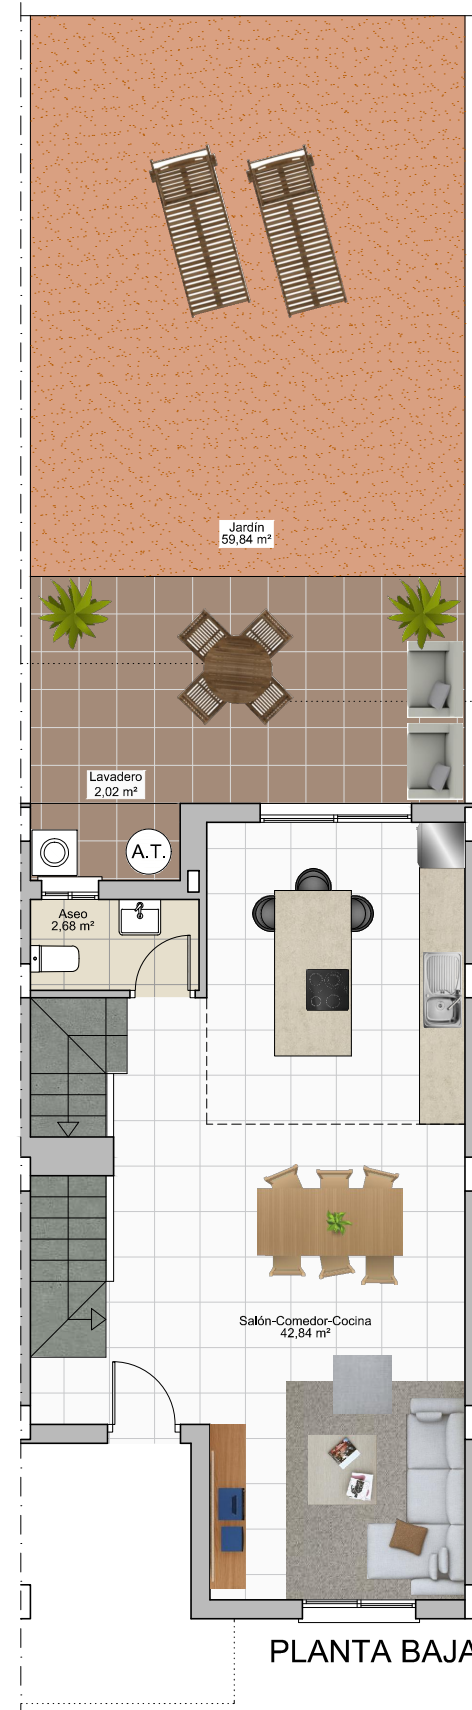 Jardín
59,84 m²
Lavadero
2,02 m²
A.T.
Aseo
2,68 m²
Salón-Comedor-Cocina
42,84 m²
PLANTA BAJA